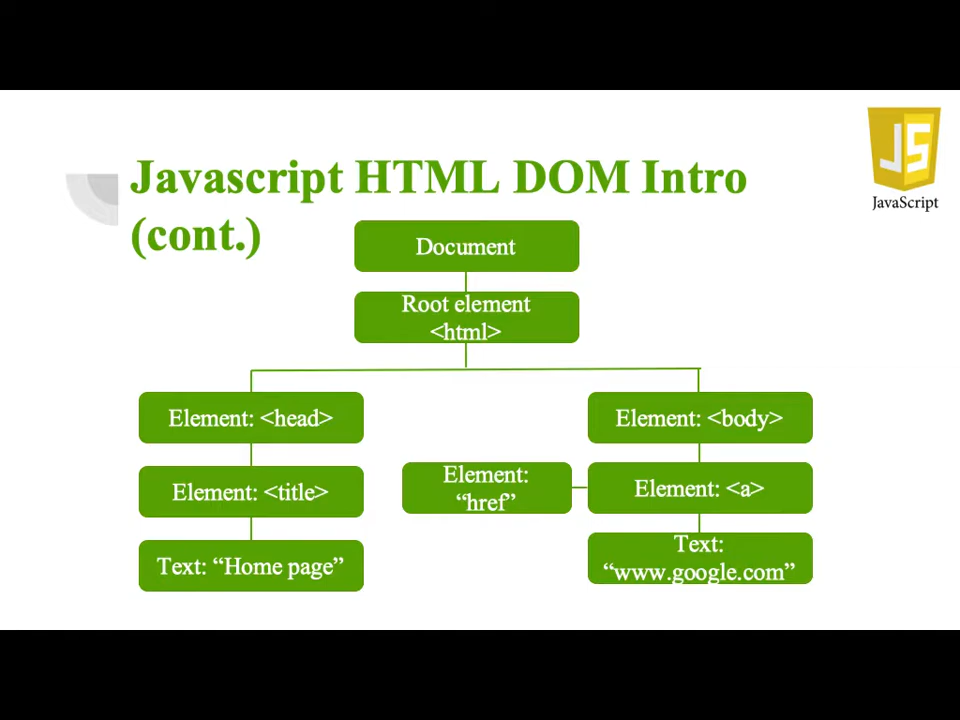 Javascript HTML DOM Intro
(cont.)
JS
JavaScript
Document
Root element
<html>
Element: <head>
Element: <body>
Element: <title>
Element:
“href”
Element: <a>
Text: “Home page”
Text:
“www.google.com”